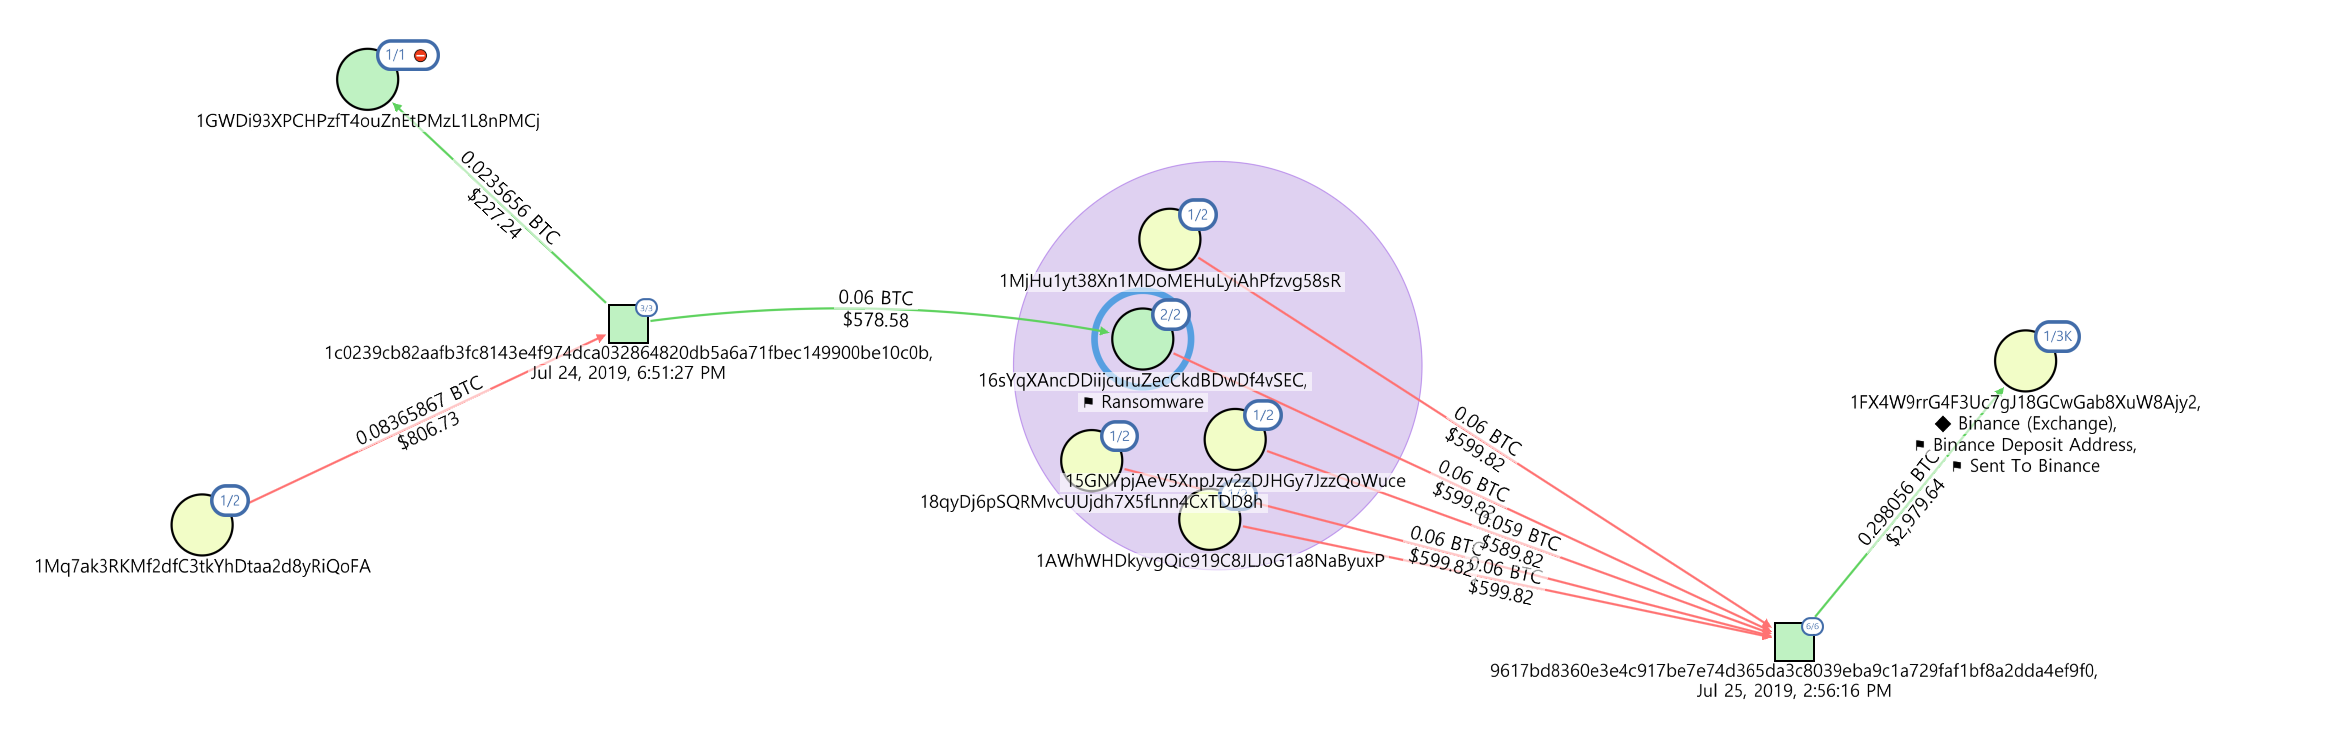 1/1
1GWDi93XPCHPzfT4ouZnEtPMzL1L8nPMCj
0.0235656 BTC
$227.24
3/3
1c0239cb82aafb3fc8143e4f974dca032864820db5a6a71fbec149900be10c0b,
Jul 24, 2019, 6:51:27 PM
0.08365867 BTC
$806.73
1/2
1Mq7ak3RKMf2dfC3tkYhDtaa2d8yRiQoFA
0.06 BTC
$578.58
1/2
1MjHu1yt38Xn1MDoMEHuLyiAhPfzvg58sR
2/2
16sYqXAncDDiijcuruZecCkdBDwDf4vSEC,
Ransomware
1/2
1/2
15GNYpjAeV5XnpJzv2zDJHGy7JzzQoWuce
18qyDj6pSQRMvcUUjdh7X5fLnn4CxTDD8h
1AWhWHDkyvgQic919C8JLJoG1a8NaByuxP
0.06 BTC
$599.82
0.06 BTC
$599.82
0.059 BTC
$589.82
0.06 BTC
$599.82
0.06 BTC
$599.82
6/6
9617bd8360e3e4c917be7e74d365da3c8039eba9c1a729faf1bf8a2dda4ef9f0,
Jul 25, 2019, 2:56:16 PM
0.298056 BTC
$2,979.64
1/3K
1FX4W9rrG4F3Uc7gJ18GCwGab8XuW8Ajy2,
Binance (Exchange),
Binance Deposit Address,
Sent To Binance